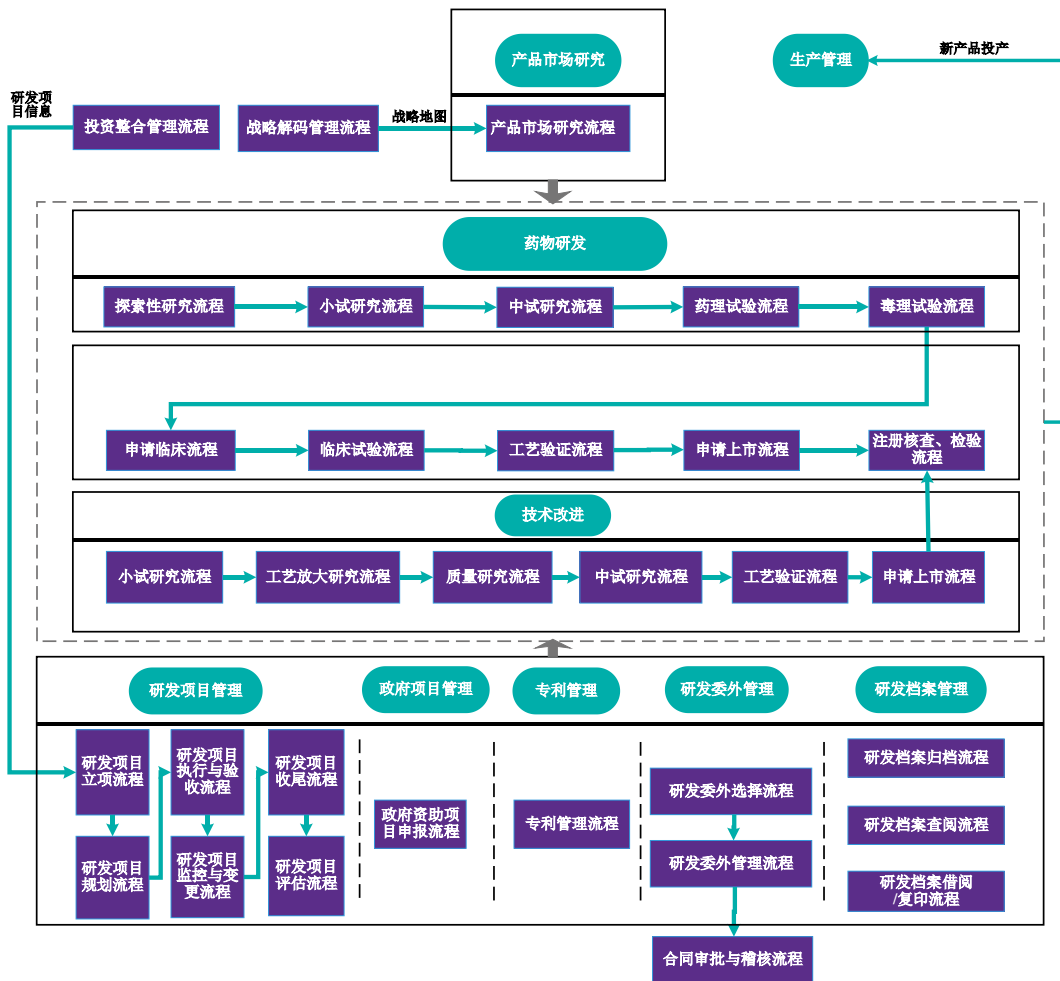 产品市场研究
生产管理
新产品投产
研发项
目信息
投资整合管理流程
战略解码管理流程
战略地图
产品市场研究流程
药物研发
探索性研究流程
小试研究流程
中试研究流程
药理试验流程
毒理试验流程
申请临床流程
临床试验流程
工艺验证流程
申请上市流程
注册核查、检验
流程
技术改进
小试研究流程
工艺放大研究流程
质量研究流程
中试研究流程
工艺验证流程
申请上市流程
研发项目管理
政府项目管理
专利管理
研发委外管理
研发档案管理
研发项目
立项流程
研发项目
执行与验
收流程
研发项目
收尾流程
研发项目
规划流程
研发项目
监控与变
更流程
研发项目
评估流程
政府资助项
目申报流程
专利管理流程
研发委外选择流程
研发委外管理流程
合同审批与稽核流程
研发档案归档流程
研发档案查阅流程
研发档案借阅
/复印流程